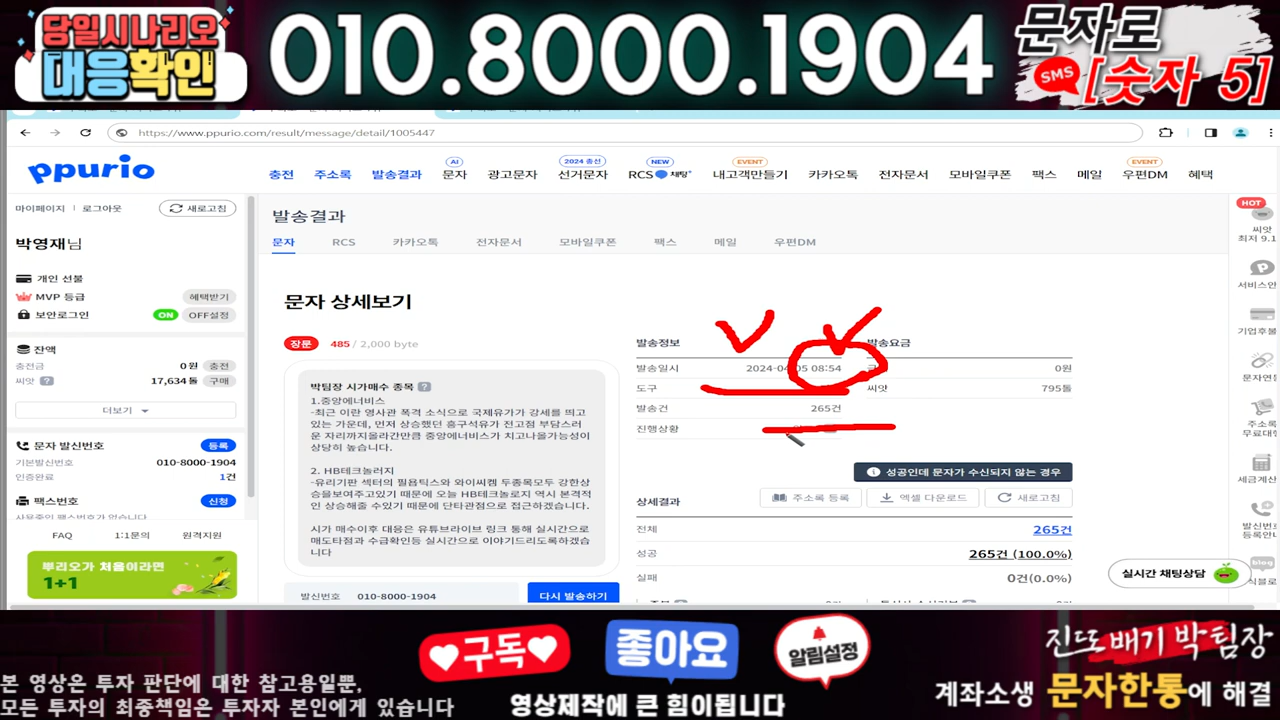 당일시나리오
대응확인
010.8000.1904
문자로
SMS
[숫자 5]
https://www.ppurio.com/result/message/detail/1005447
ppurio
AI
2024 총선
NEW
EVENT
EVENT
충전
주소록
발송결과
문자
광고문자
선거문자
RCS 채팅+
내고객만들기
카카오톡
전자문서
모바일쿠폰
팩스
메일
우편DM
혜택
마이페이지 | 로그아웃
새로고침
박영재님
개인 선불
MVP 등급
혜택받기
보안로그인
ON
OFF설정
잔액
충전금
0원
충전
씨앗 ?
17,634톨
구매
더보기
문자 발신번호
등록
기본발신번호
010-8000-1904
인증완료
1건
팩스번호
신청
사용중인 팩스번호가 없습니다
FAQ
1:1문의
원격지원
뿌리오가 처음이라면
1+1
발송결과
문자
RCS
카카오톡
전자문서
모바일쿠폰
팩스
메일
우편DM
문자 상세보기
장문
485 / 2,000 byte
박팀장 시가매수 종목 ?
1.중앙에너비스
-최근 이란 영사관 폭격 소식으로 국제유가가 강세를 띄고
있는 가운데, 먼저 상승했던 흥구석유가 전고점 부담스러
운 자리까지올라간만큼 중앙에너비스가 치고나올가능성이
상당히 높습니다.
2. HB테크놀러지
-유리기판 섹터의 필옵틱스와 와이씨켐 두종목모두 강한상
승을보여주고있기 때문에 오늘 HB테크놀로지 역시 본격적
인 상승해줄 수있기 때문에 단타관점으로 접근하겠습니다.
시가 매수이후 대응은 유튜브라이브 링크 통해 실시간으로
매도타점과 수급확인등 실시간으로 이야기드리도록하겠습
니다
발신번호
010-8000-1904
다시 발송하기
발송정보
발송일시
08:54
도구
발송건
265건
진행상황
발송요금
0원
씨앗
795톨
성공인데 문자가 수신되지 않는 경우
상세결과
주소록 등록
엑셀 다운로드
새로고침
전체
265건
성공
265건 (100.0%)
실패
0건(0.0%)
HOT
씨앗
최저 9.1
서비스안
기업후불
문자연동
주소록
무료대행
세금계산
발신번호
등록안내
blog
실시간 채팅상담
구독
좋아요
알림설정
영상제작에 큰 힘이됩니다
본 영상은 투자 판단에 대한 참고용일뿐,
모든 투자의 최종책임은 투자자 본인에게 있습니다
진또배기 박팀장
계좌소생 문자한통에 해결